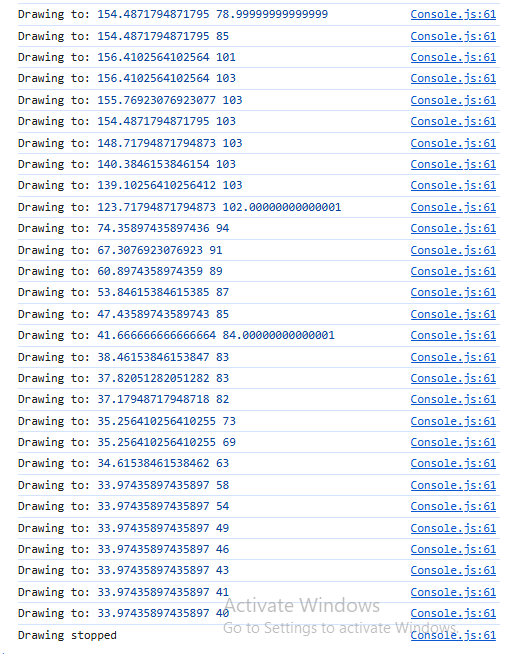 Drawing to: 154.4871794871795 78.99999999999999 Console.js:61
Drawing to: 154.4871794871795 85 Console.js:61
Drawing to: 156.4102564102564 101 Console.js:61
Drawing to: 156.4102564102564 103 Console.js:61
Drawing to: 155.76923076923077 103 Console.js:61
Drawing to: 154.4871794871795 103 Console.js:61
Drawing to: 148.71794871794873 103 Console.js:61
Drawing to: 140.3846153846154 103 Console.js:61
Drawing to: 139.10256410256412 103 Console.js:61
Drawing to: 123.71794871794873 102.00000000000001 Console.js:61
Drawing to: 74.35897435897436 94 Console.js:61
Drawing to: 67.3076923076923 91 Console.js:61
Drawing to: 60.8974358974359 89 Console.js:61
Drawing to: 53.84615384615385 87 Console.js:61
Drawing to: 47.43589743589743 85 Console.js:61
Drawing to: 41.666666666666664 84.00000000000001 Console.js:61
Drawing to: 38.46153846153847 83 Console.js:61
Drawing to: 37.82051282051282 83 Console.js:61
Drawing to: 37.17948717948718 82 Console.js:61
Drawing to: 35.256410256410255 73 Console.js:61
Drawing to: 35.256410256410255 69 Console.js:61
Drawing to: 34.61538461538462 63 Console.js:61
Drawing to: 33.97435897435897 58 Console.js:61
Drawing to: 33.97435897435897 54 Console.js:61
Drawing to: 33.97435897435897 49 Console.js:61
Drawing to: 33.97435897435897 46 Console.js:61
Drawing to: 33.97435897435897 43 Console.js:61
Drawing to: 33.97435897435897 41 Console.js:61
Drawing to: 33.97435897435897 40 Console.js:61
Drawing stopped Console.js:61
Activate Windows
Go to Settings to activate Windows.